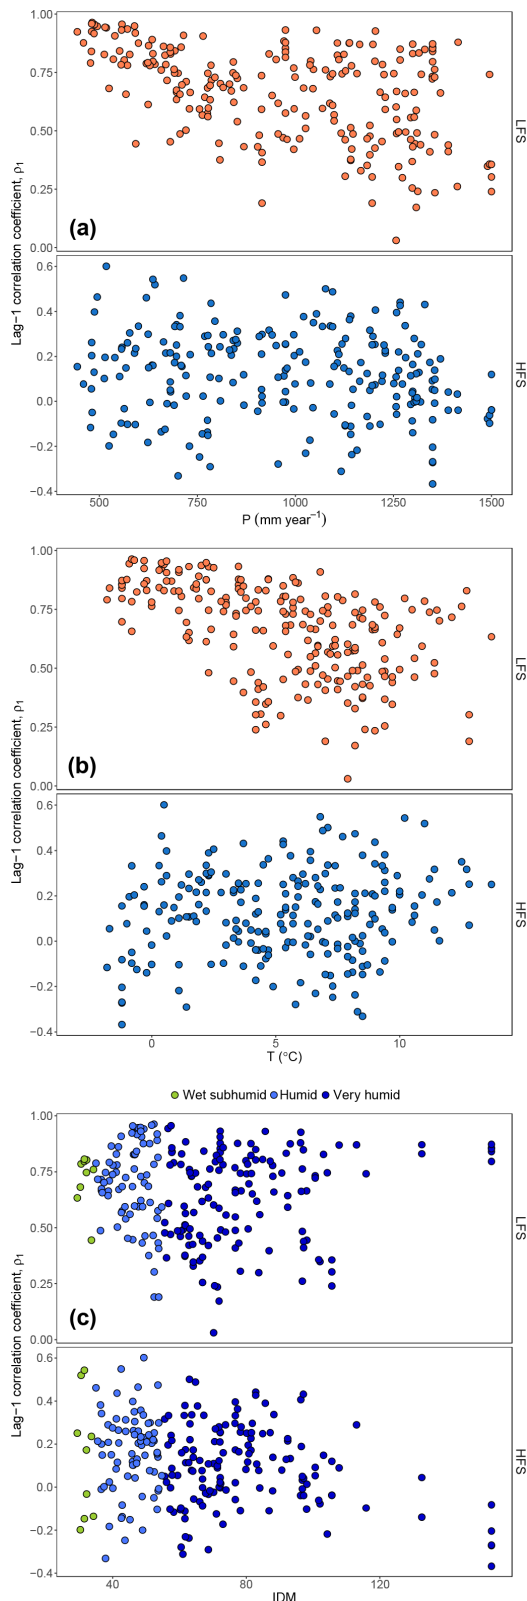 1.00
0.75
0.50
0.25
0.00
(a)
LFS
Lag−1 correlation coefficient, ρ1
0.6
0.4
0.2
0.0
−0.2
−0.4
HFS
500 750 1000 1250 1500
P (mm year−1)
1.00
0.75
0.50
0.25
0.00
(b)
LFS
Lag−1 correlation coefficient, ρ1
0.6
0.4
0.2
0.0
−0.2
−0.4
HFS
0 5 10
T (°C)
Wet subhumid Humid Very humid
1.00
0.75
0.50
0.25
0.00
(c)
LFS
Lag−1 correlation coefficient, ρ1
0.6
0.4
0.2
0.0
−0.2
−0.4
HFS
40 80 120
IDM